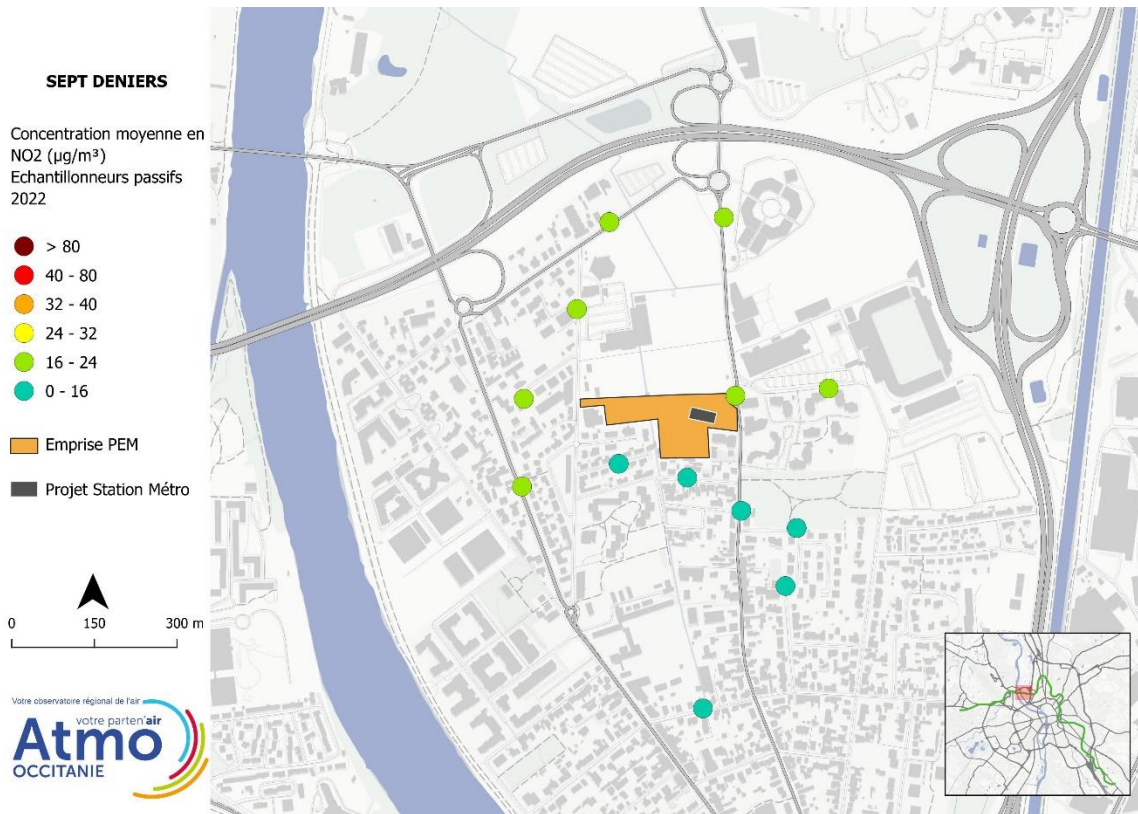 SEPT DENIERS
Concentration moyenne en
NO2 (µg/m³)
Echantillonneurs passifs
2022
> 80
40 - 80
32 - 40
24 - 32
16 - 24
0 - 16
Emprise PEM
Projet Station Métro
0 150 300 m
Votre observatoire régional de l'air
votre parten'air
Atmo
OCCITANIE